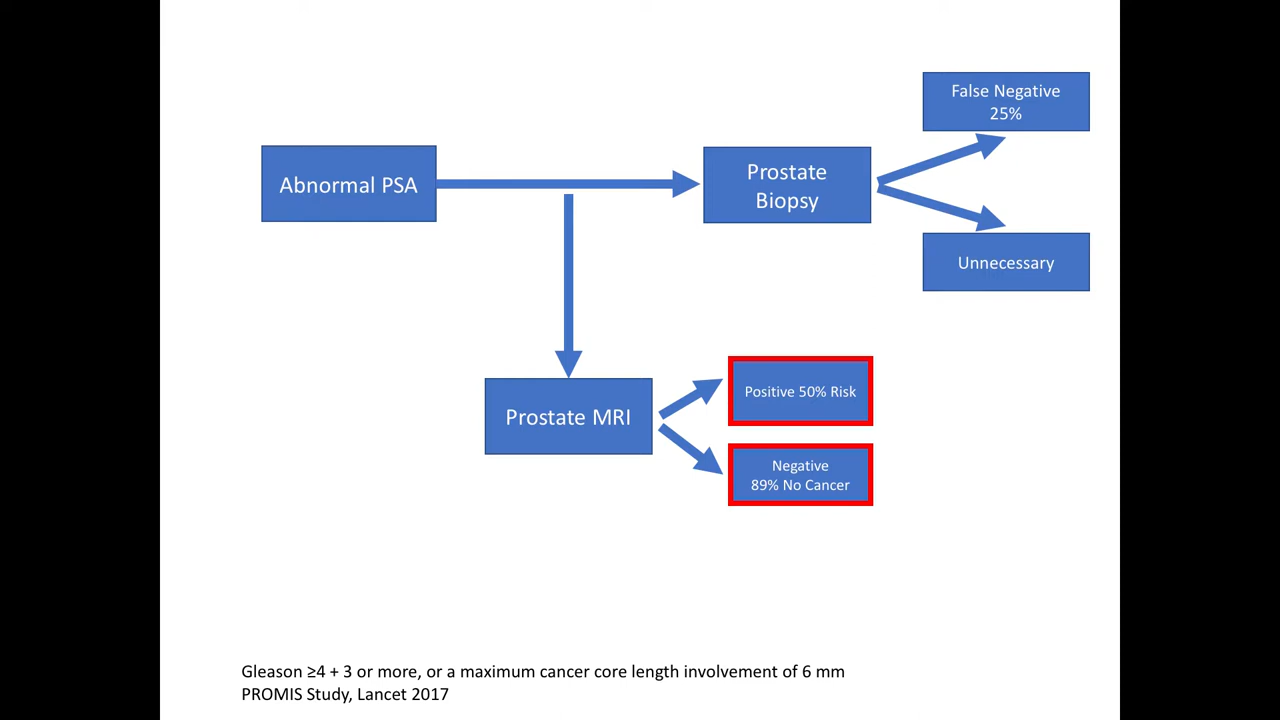 False Negative
25%
Abnormal PSA
Prostate
Biopsy
Unnecessary
Prostate MRI
Positive 50% Risk
Negative
89% No Cancer
Gleason ≥4 + 3 or more, or a maximum cancer core length involvement of 6 mm
PROMIS Study, Lancet 2017